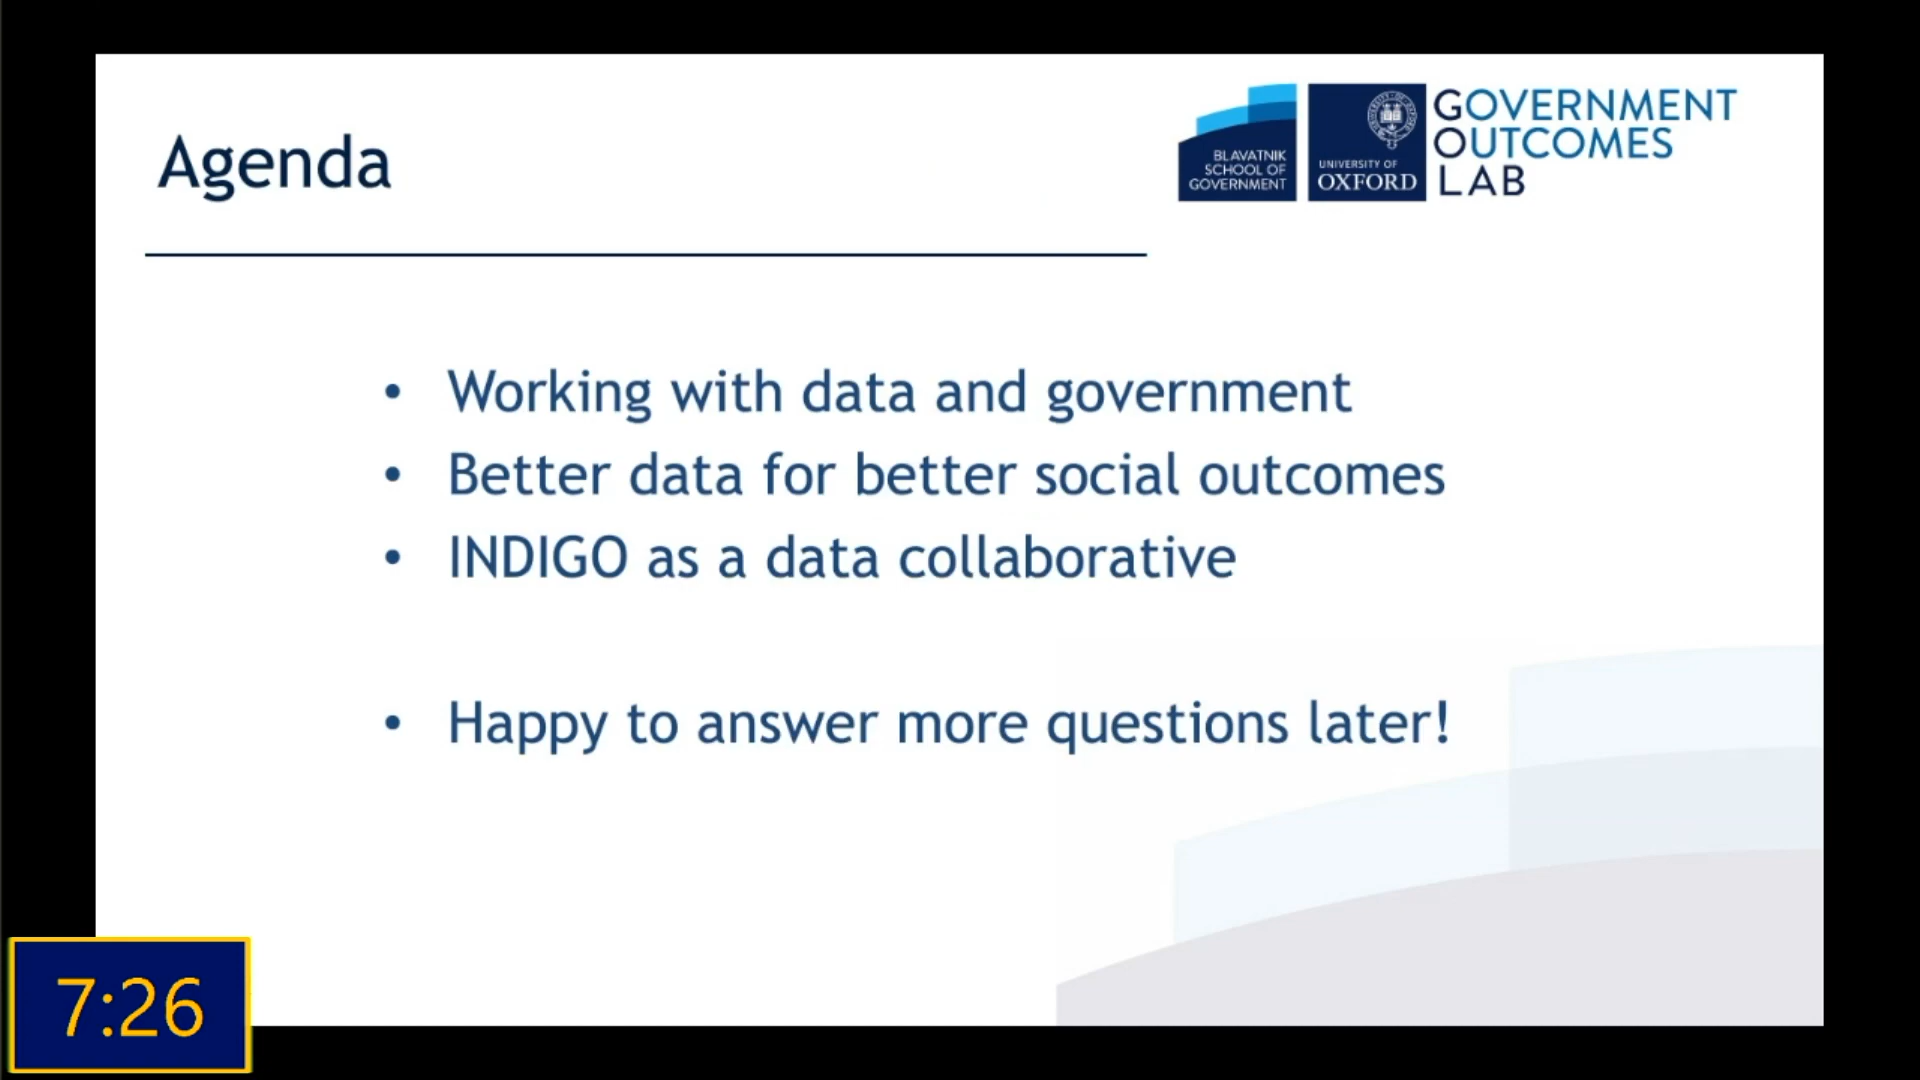 Agenda
BLAVATNIK
SCHOOL OF
GOVERNMENT
UNIVERSITY OF
OXFORD
GOVERNMENT
OUTCOMES
LAB
• Working with data and government
• Better data for better social outcomes
• INDIGO as a data collaborative
• Happy to answer more questions later!
7:26